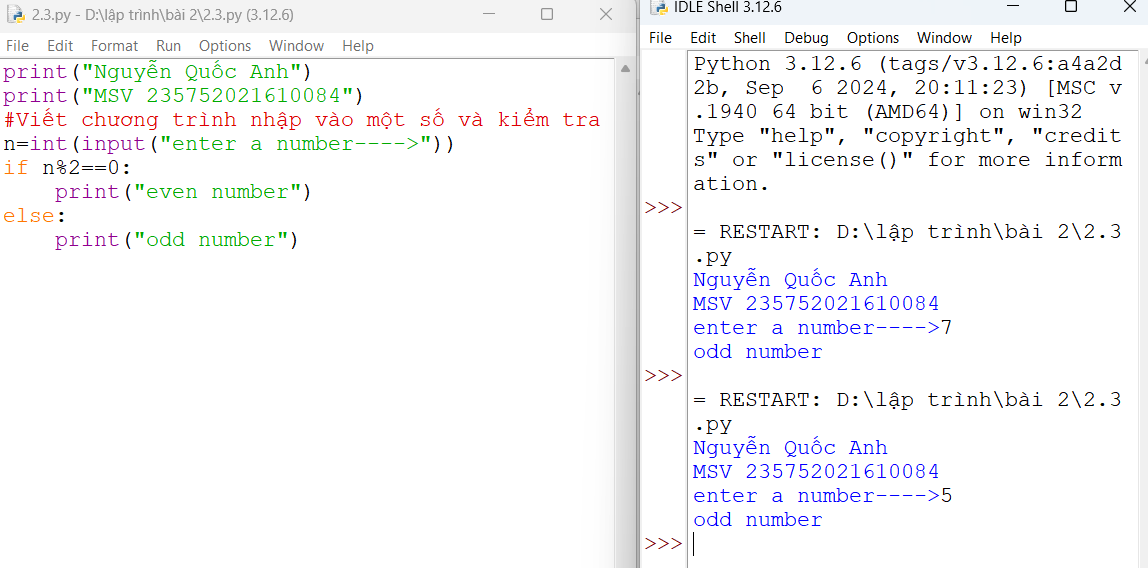 2.3.py - D:\lập trình\bài 2\2.3.py (3.12.6)
File Edit Format Run Options Window Help
print("Nguyễn Quốc Anh")
print("MSV 235752021610084")
#Viết chương trình nhập vào một số và kiểm tra
n=int(input("enter a number---->"))
if n%2==0:
    print("even number")
else:
    print("odd number")
IDLE Shell 3.12.6
File Edit Shell Debug Options Window Help
Python 3.12.6 (tags/v3.12.6:a4a2d
2b, Sep  6 2024, 20:11:23) [MSC v
.1940 64 bit (AMD64)] on win32
Type "help", "copyright", "credit
s" or "license()" for more inform
ation.
>>>
= RESTART: D:\lập trình\bài 2\2.3
.py
Nguyễn Quốc Anh
MSV 235752021610084
enter a number---->7
odd number
>>>
= RESTART: D:\lập trình\bài 2\2.3
.py
Nguyễn Quốc Anh
MSV 235752021610084
enter a number---->5
odd number
>>>